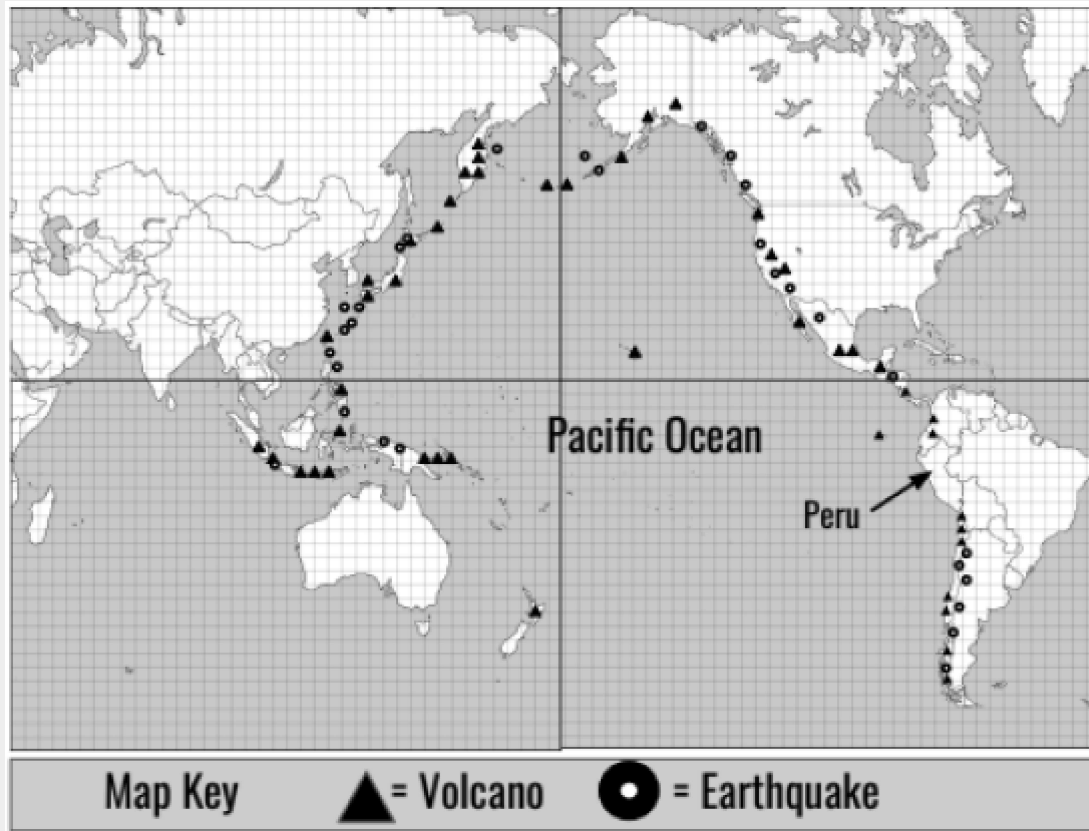 Pacific Ocean
Peru
Map Key = Volcano = Earthquake